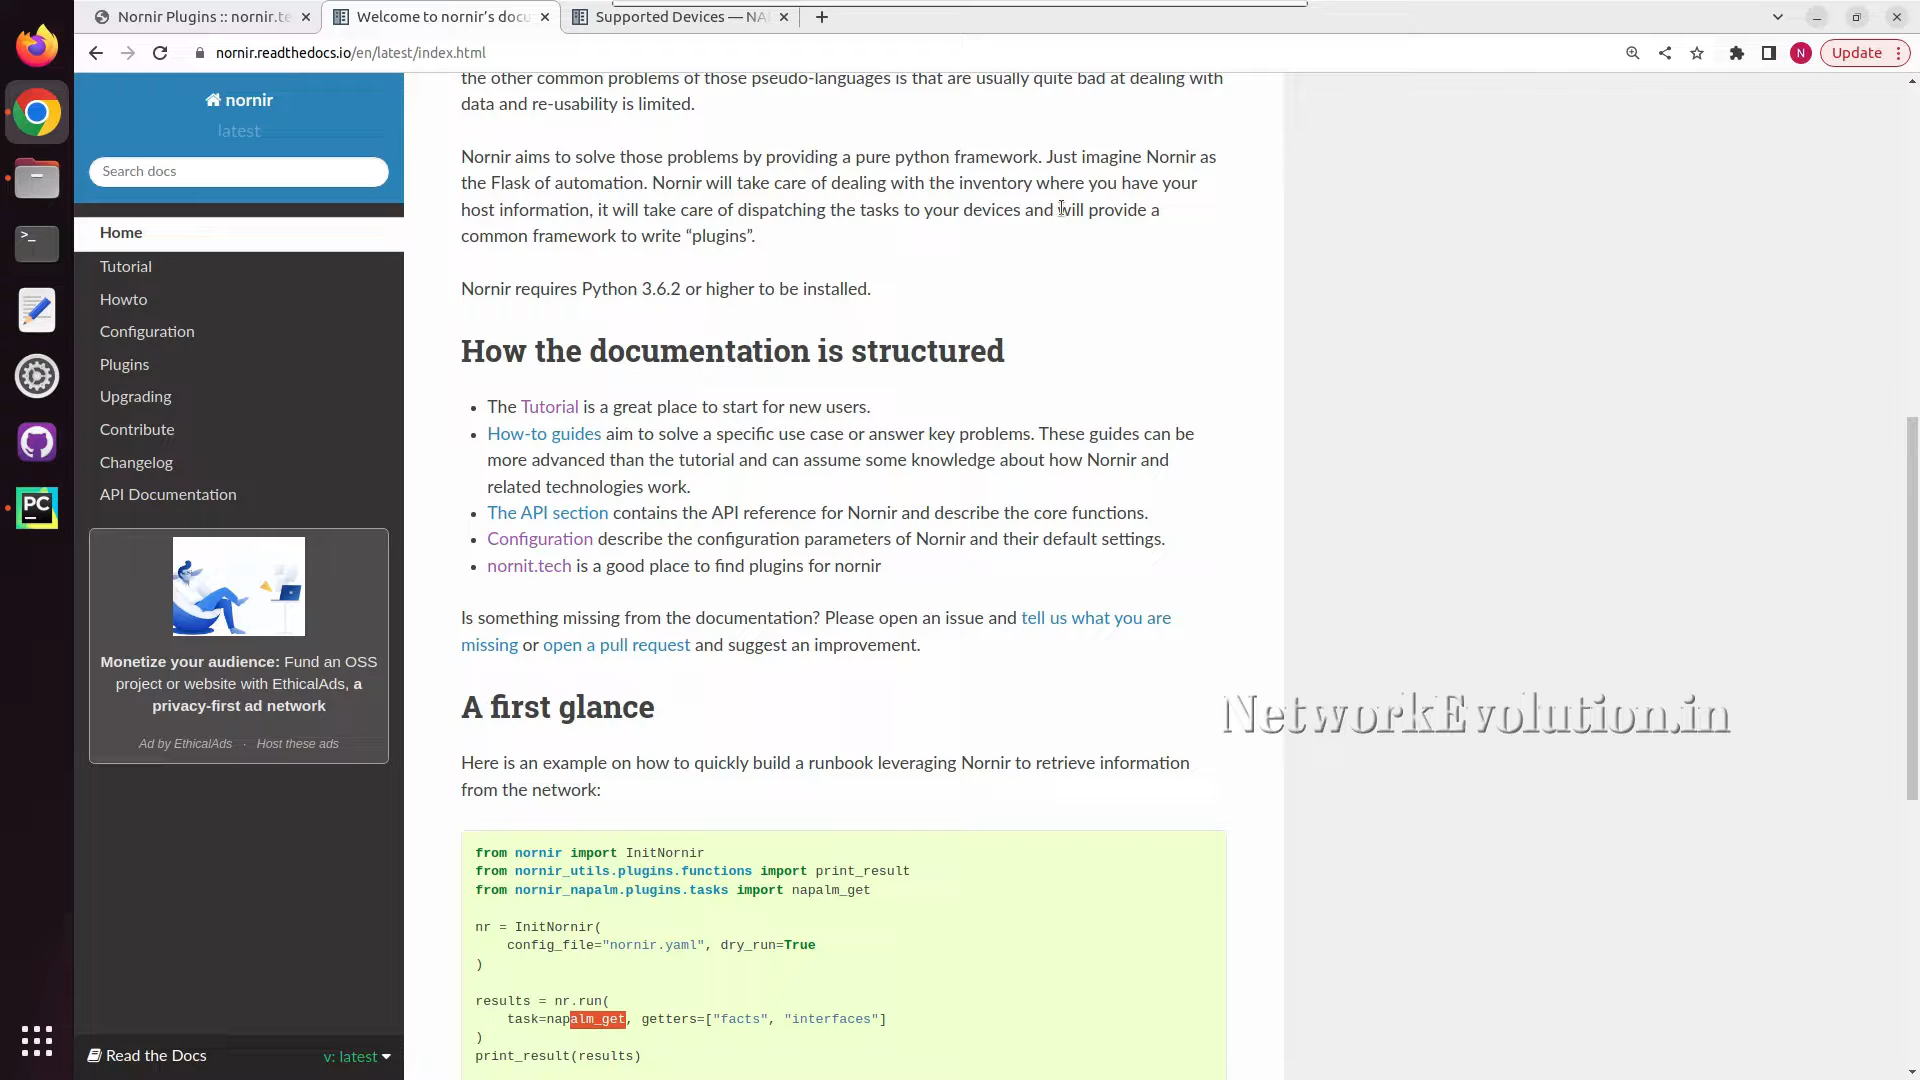 Nornir Plugins :: nornir.te
Welcome to nornir's docu
Supported Devices — NA
nornir.readthedocs.io/en/latest/index.html
N
Update
nornir
latest
Search docs
Home
Tutorial
Howto
Configuration
Plugins
Upgrading
Contribute
Changelog
API Documentation
Monetize your audience: Fund an OSS
project or website with EthicalAds, a
privacy-first ad network
Ad by EthicalAds · Host these ads
Read the Docs
v: latest
>_
PC
the other common problems of those pseudo-languages is that are usually quite bad at dealing with
data and re-usability is limited.
Nornir aims to solve those problems by providing a pure python framework. Just imagine Nornir as
the Flask of automation. Nornir will take care of dealing with the inventory where you have your
host information, it will take care of dispatching the tasks to your devices and will provide a
common framework to write “plugins”.
Nornir requires Python 3.6.2 or higher to be installed.
How the documentation is structured
• The Tutorial is a great place to start for new users.
• How-to guides aim to solve a specific use case or answer key problems. These guides can be
more advanced than the tutorial and can assume some knowledge about how Nornir and
related technologies work.
• The API section contains the API reference for Nornir and describe the core functions.
• Configuration describe the configuration parameters of Nornir and their default settings.
• nornit.tech is a good place to find plugins for nornir
Is something missing from the documentation? Please open an issue and tell us what you are
missing or open a pull request and suggest an improvement.
A first glance
NetworkEvolution.in
Here is an example on how to quickly build a runbook leveraging Nornir to retrieve information
from the network:
from nornir import InitNornir
from nornir_utils.plugins.functions import print_result
from nornir_napalm.plugins.tasks import napalm_get
nr = InitNornir(
config_file="nornir.yaml", dry_run=True
)
results = nr.run(
task=napalm_get, getters=["facts", "interfaces"]
)
print_result(results)